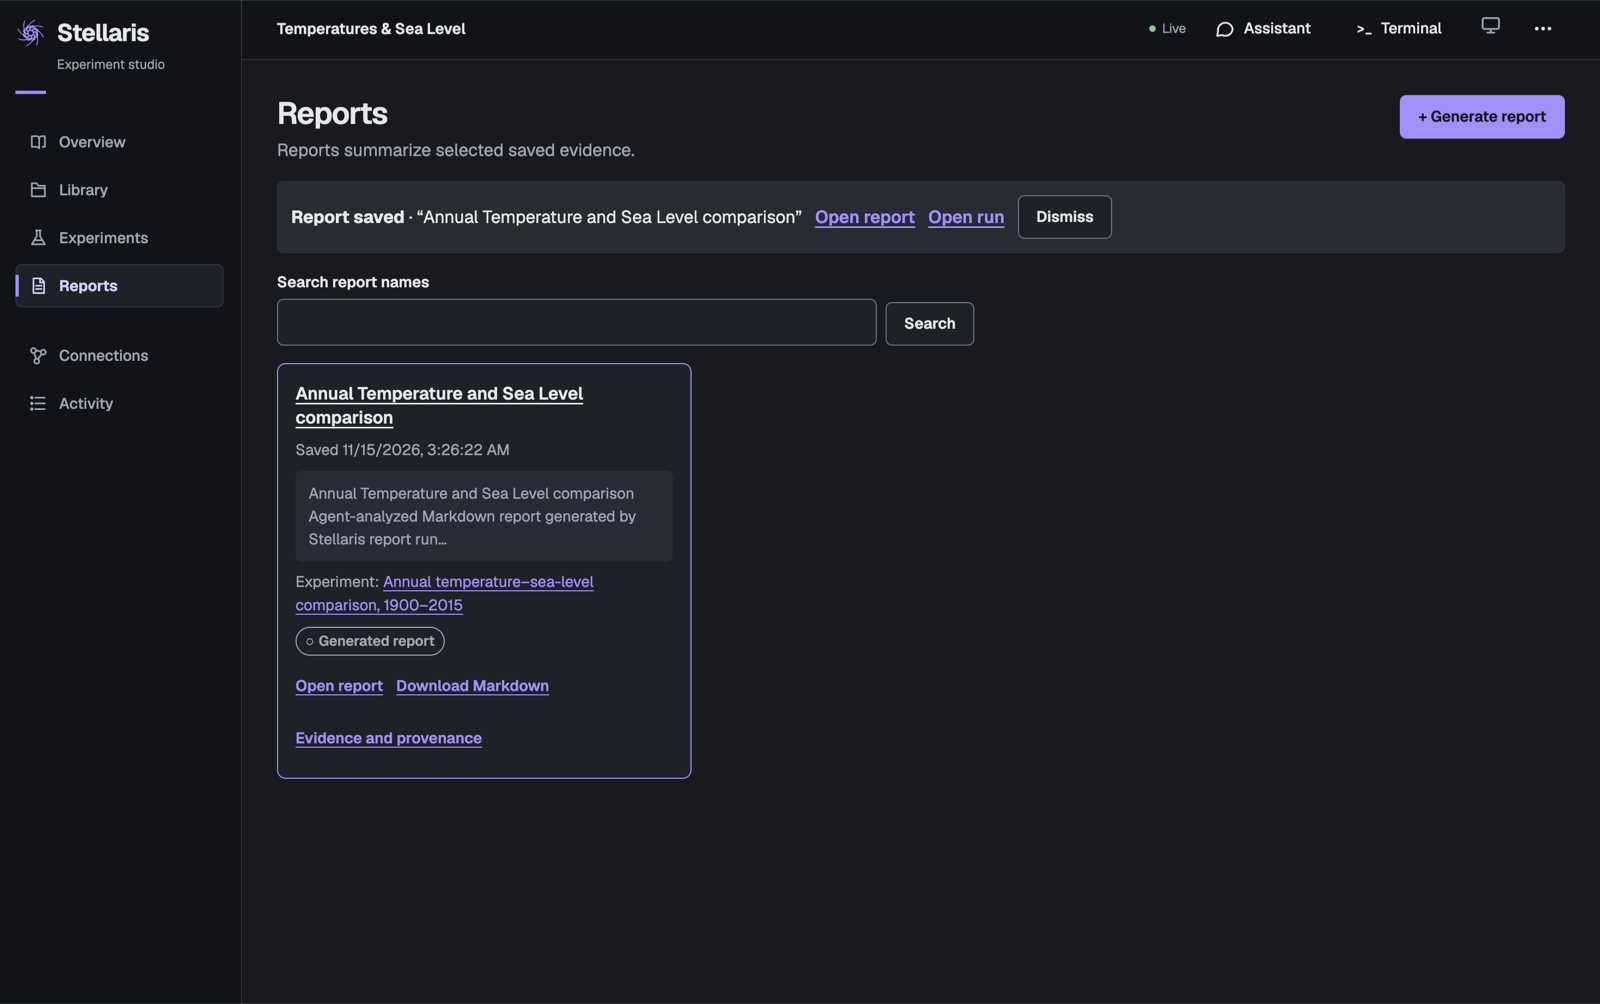 Stellaris
Experiment studio
Overview
Library
Experiments
Reports
Connections
Activity
Temperatures & Sea Level
Live
Assistant
>_ Terminal
Reports
Reports summarize selected saved evidence.
+ Generate report
Report saved · “Annual Temperature and Sea Level comparison” Open report Open run Dismiss
Search report names
Search
Annual Temperature and Sea Level
comparison
Saved 11/15/2026, 3:26:22 AM
Annual Temperature and Sea Level comparison
Agent-analyzed Markdown report generated by
Stellaris report run…
Experiment: Annual temperature–sea-level
comparison, 1900–2015
Generated report
Open report Download Markdown
Evidence and provenance